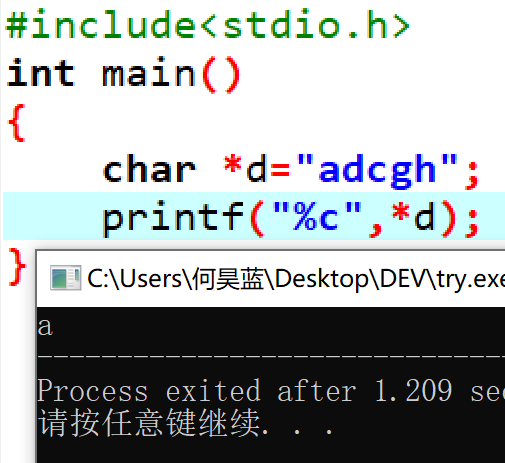 #include<stdio.h>
int main()
{
char *d="adcgh";
printf("%c",*d);
}
C:\Users\何昊蓝\Desktop\DEV\try.exe
a
--------------------------------
Process exited after 1.209 sec
请按任意键继续. . .